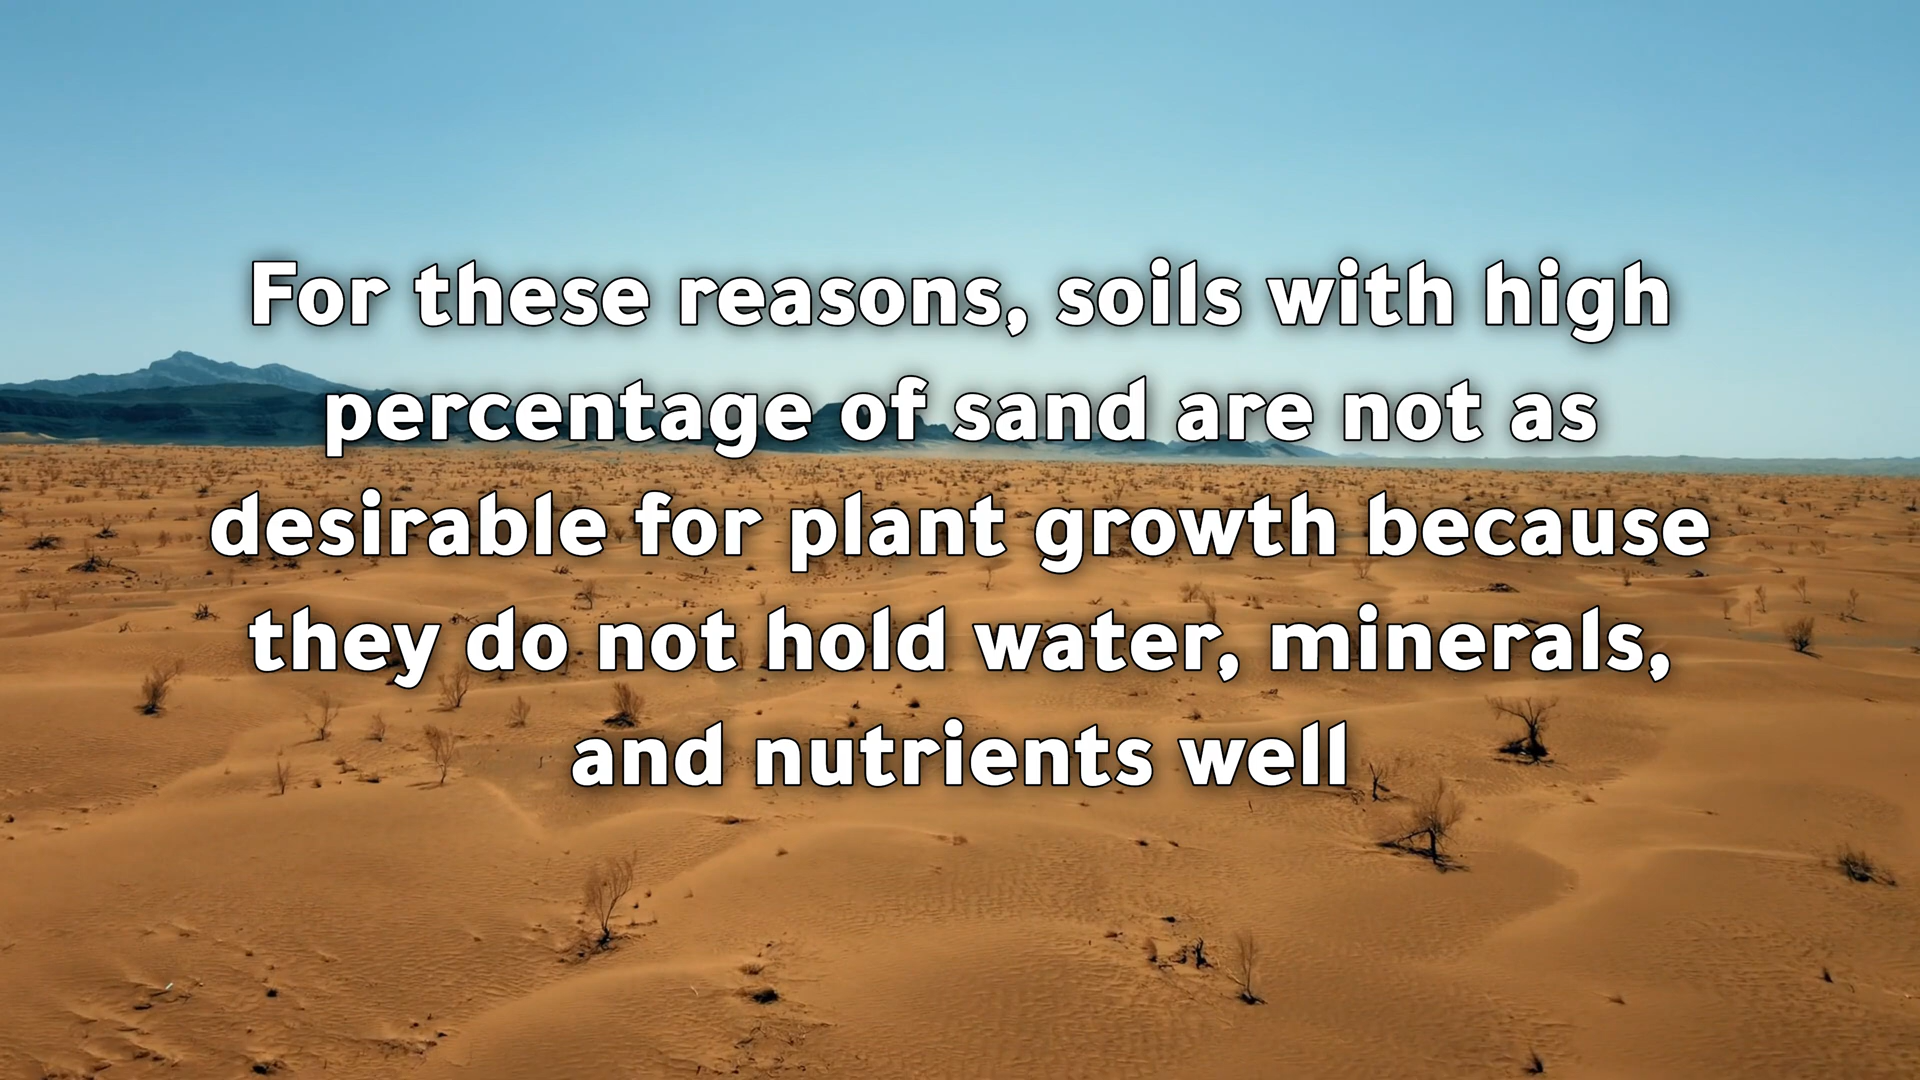 For these reasons, soils with high
percentage of sand are not as
desirable for plant growth because
they do not hold water, minerals,
and nutrients well